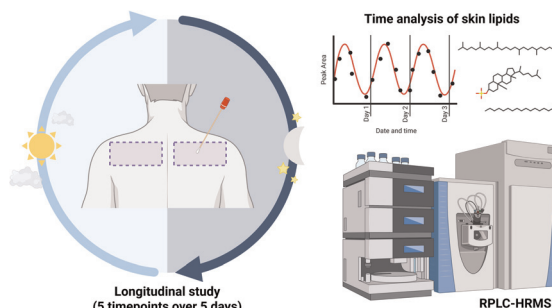 Time analysis of skin lipids
Peak Area
Day 1
Day 2
Day 3
Date and time
Longitudinal study
(5 timepoints over 5 days)
RPLC-HRMS